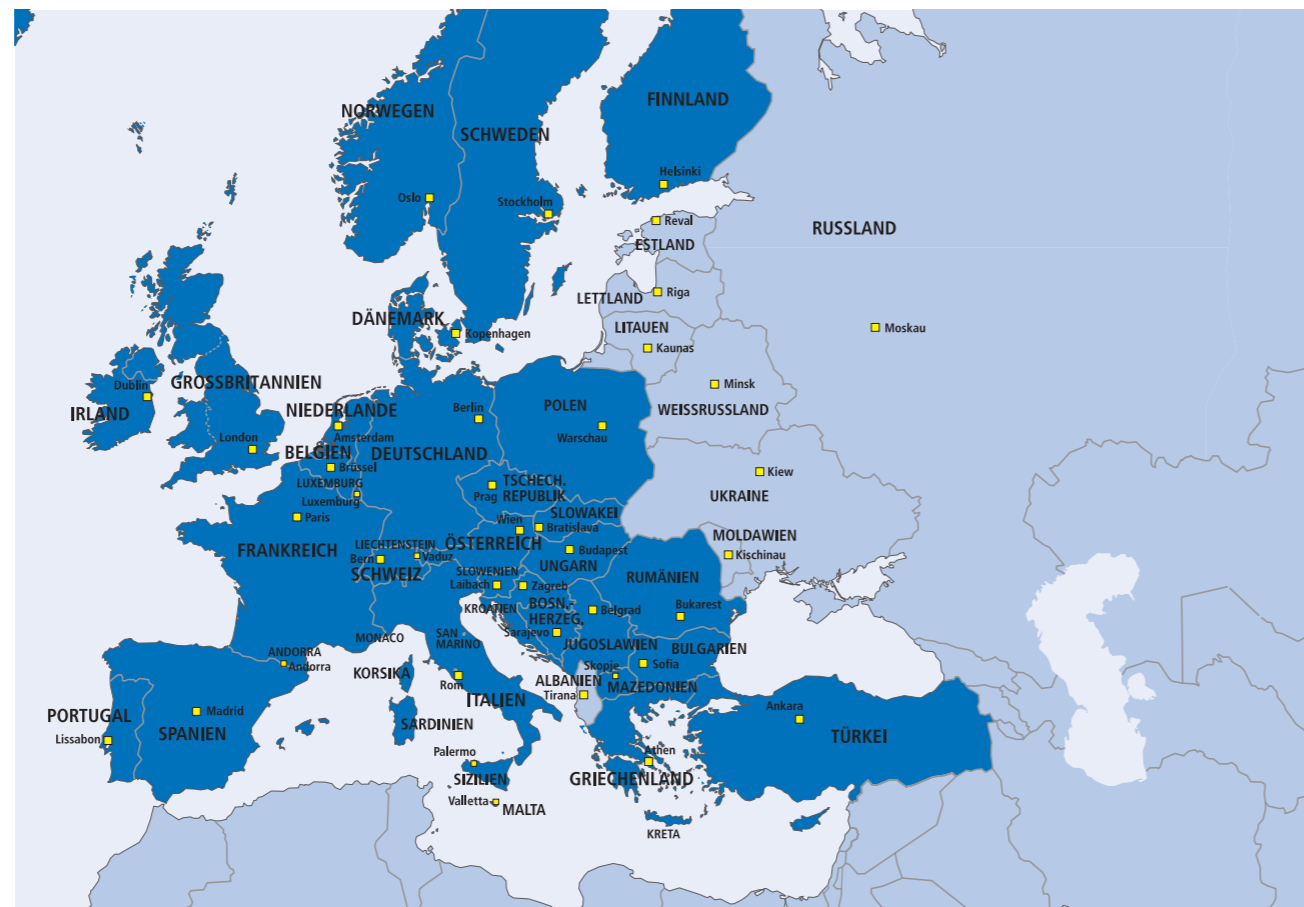 NORWEGEN
FINNLAND
SCHWEDEN
Helsinki
Oslo
Stockholm
Reval
ESTLAND
RUSSLAND
LETTLAND
Riga
DÄNEMARK
Kopenhagen
LITAUEN
Moskau
Kaunas
Dublin
GROSSBRITANNIEN
Minsk
IRLAND
NIEDERLANDE
Berlin
POLEN
WEISSRUSSLAND
London
Amsterdam
Warschau
BELGIEN
DEUTSCHLAND
Brüssel
Kiew
LUXEMBURG
TSCHECH.
REPUBLIK
Prag
UKRAINE
Luxemburg
Paris
SLOWAKEI
Wien
Bratislava
MOLDAWIEN
FRANKREICH
LIECHTENSTEIN
ÖSTERREICH
Budapest
Kischinau
Bern
Vaduz
SCHWEIZ
UNGARN
SLOWENIEN
RUMÄNIEN
Laibach
Zagreb
KROATIEN
BOSN.-
HERZEG.
Belgrad
Bukarest
MONACO
SAN
MARINO
Sarajevo
JUGOSLAWIEN
BULGARIEN
ANDORRA
Andorra
KORSIKA
Skopje
Sofia
Rom
ALBANIEN
MAZEDONIEN
Tirana
ITALIEN
PORTUGAL
Madrid
SPANIEN
SARDINIEN
Ankara
Lissabon
TÜRKEI
Palermo
Athen
SIZILIEN
GRIECHENLAND
Valletta
MALTA
KRETA